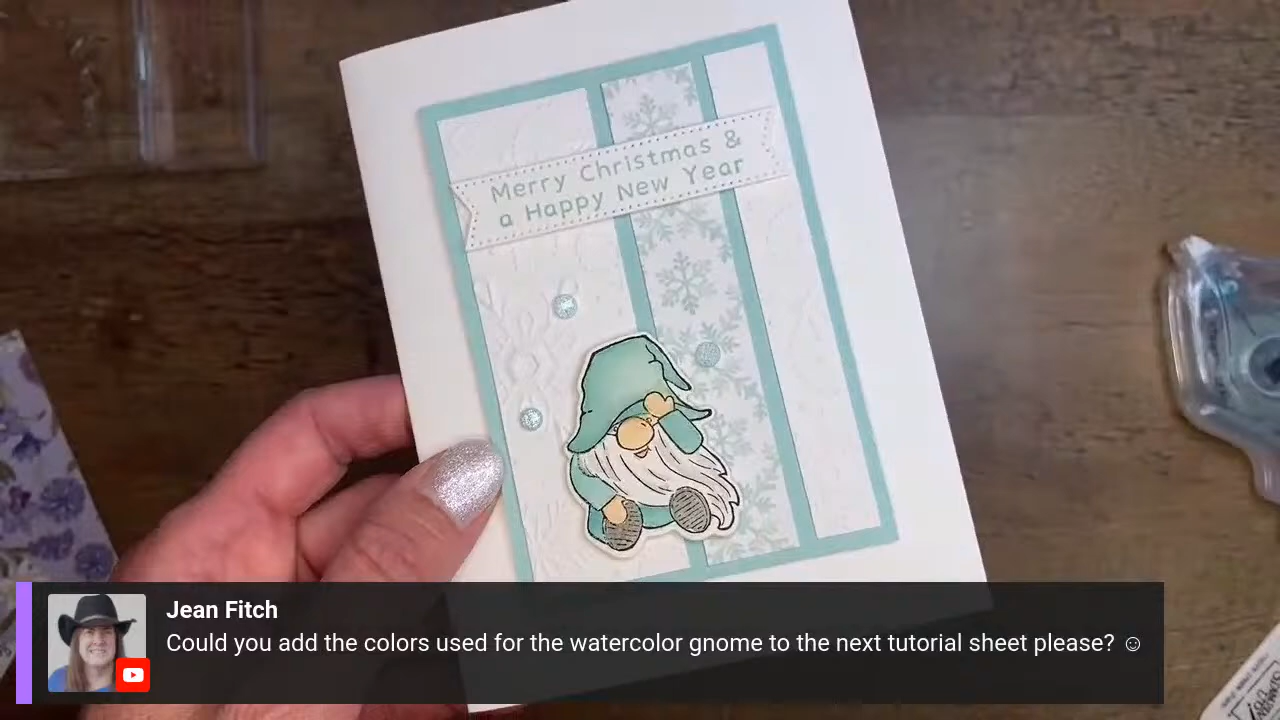 Merry Christmas &
a Happy New Year
Jean Fitch
Could you add the colors used for the watercolor gnome to the next tutorial sheet please? ☺